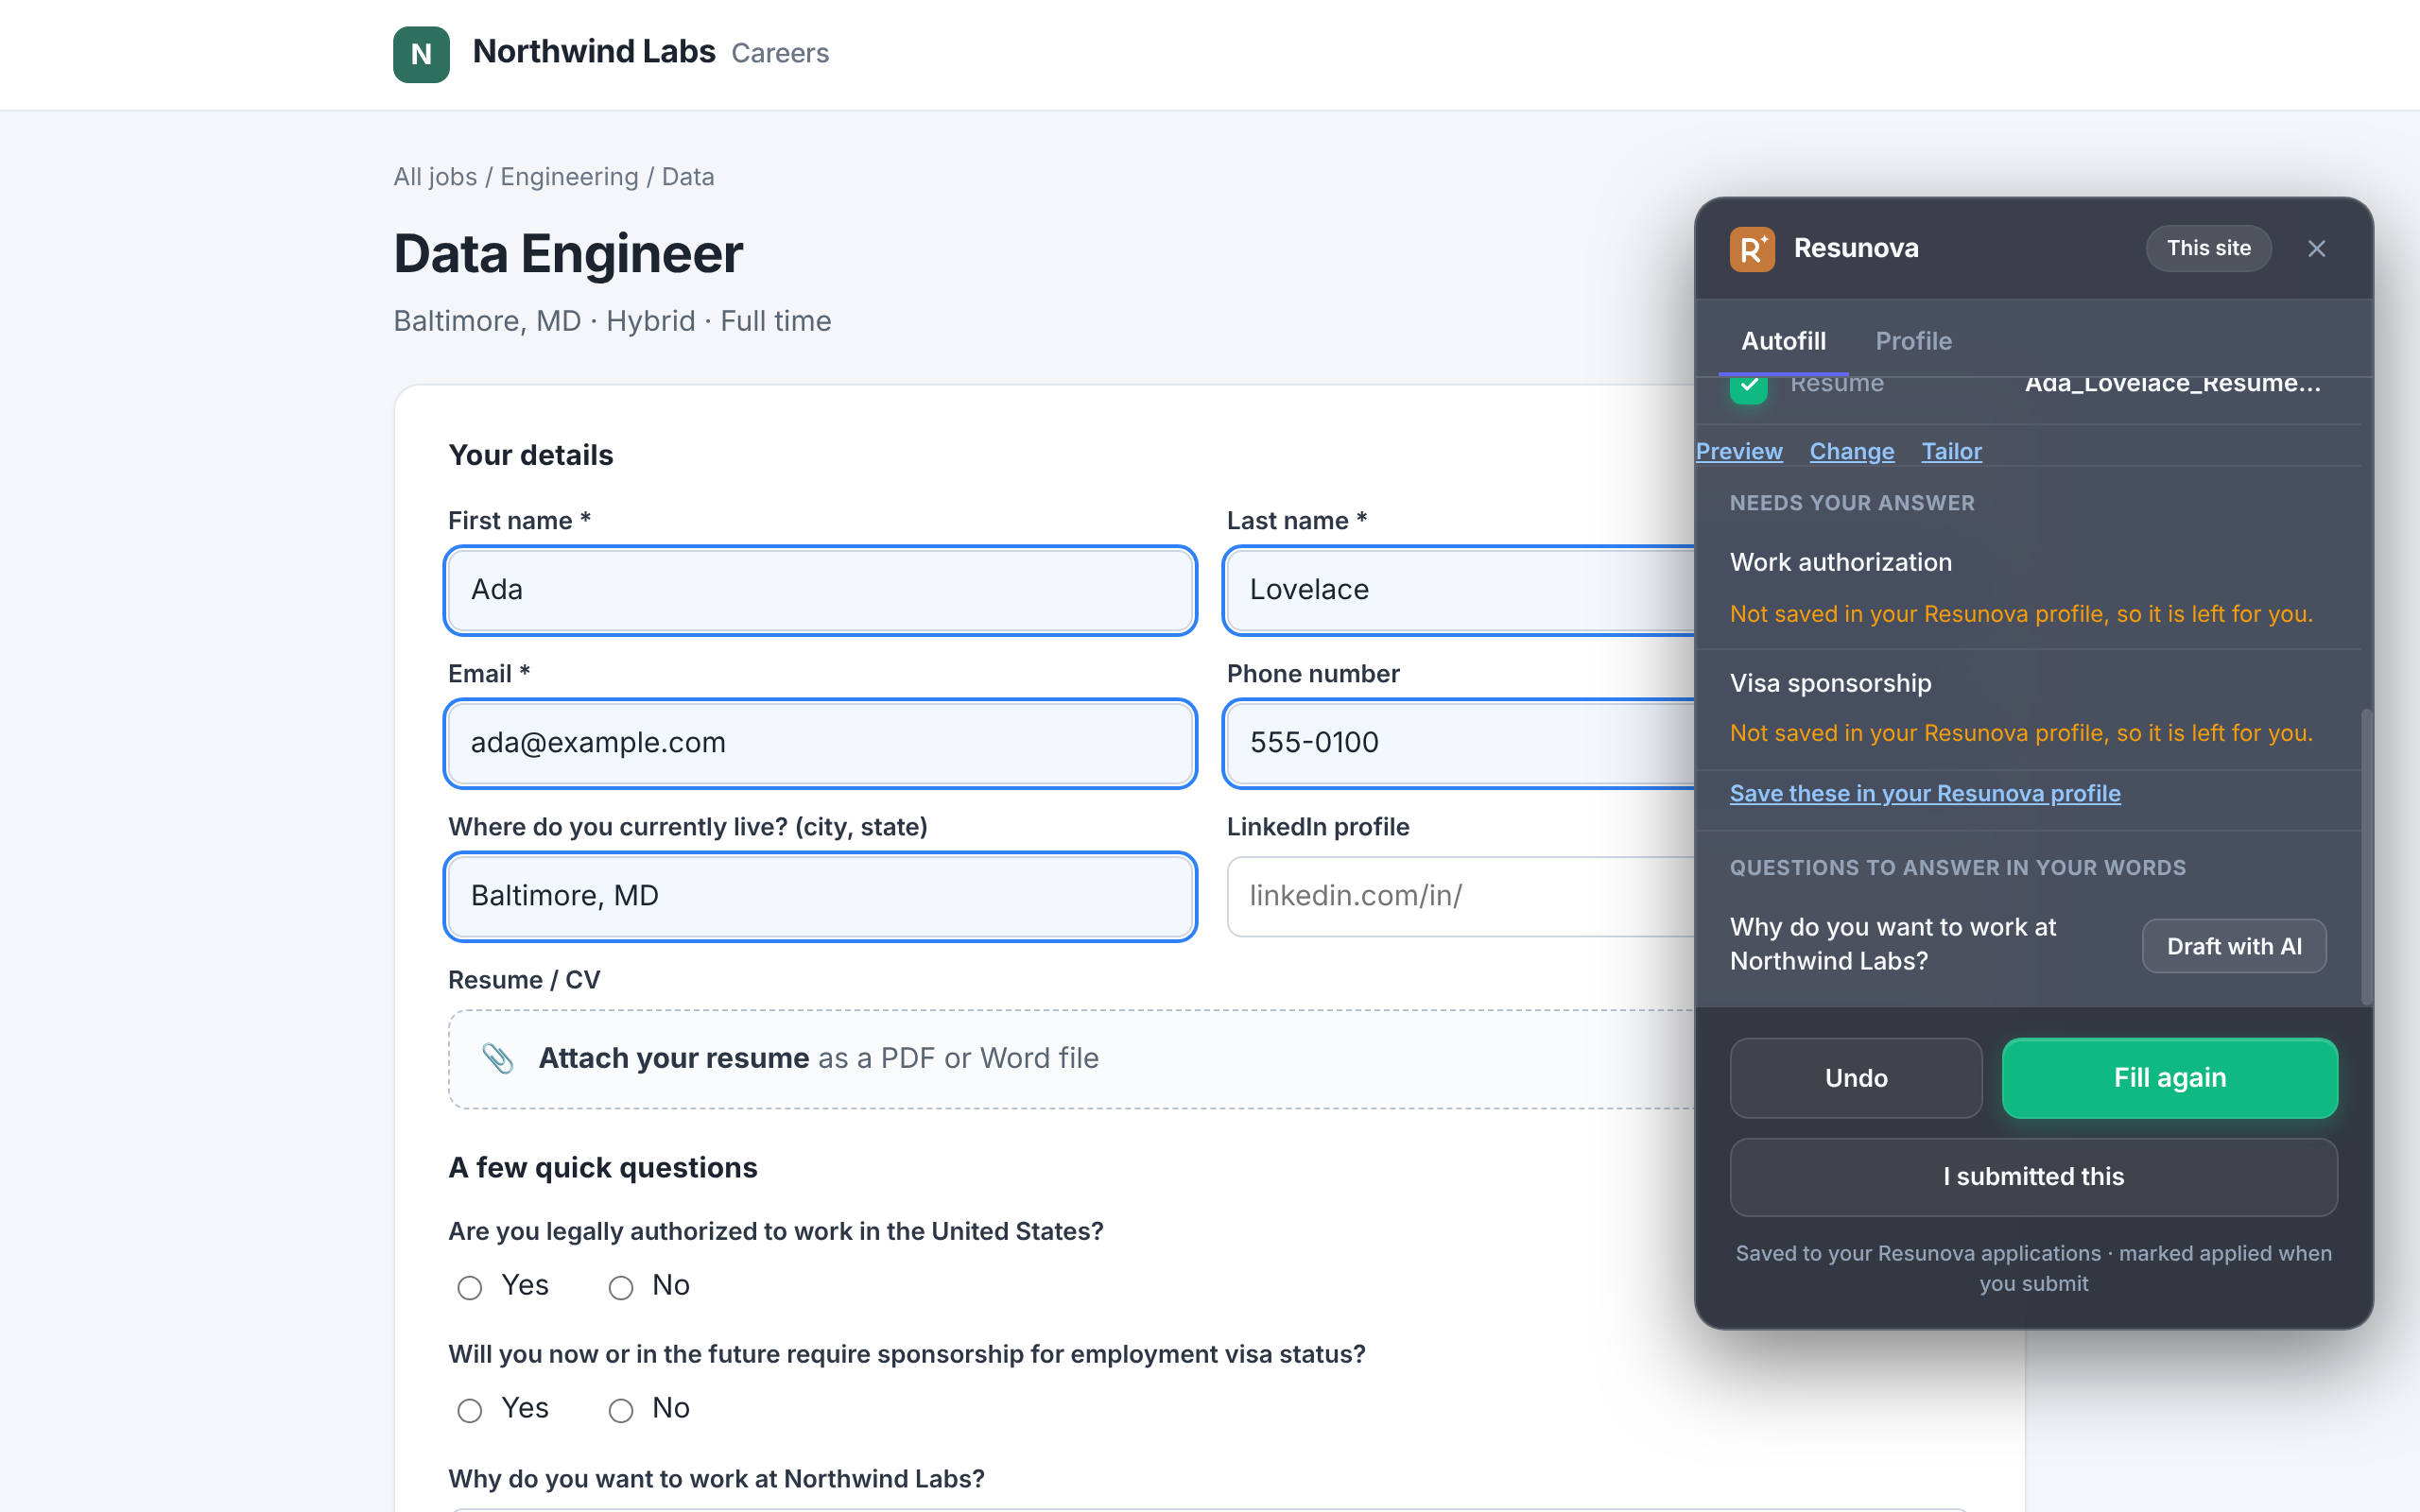 N Northwind Labs Careers
All jobs / Engineering / Data
Data Engineer
Baltimore, MD · Hybrid · Full time
Your details
First name *
Last name *
Ada
Lovelace
Email *
Phone number
ada@example.com
555-0100
Where do you currently live? (city, state)
LinkedIn profile
Baltimore, MD
linkedin.com/in/
Resume / CV
Attach your resume as a PDF or Word file
A few quick questions
Are you legally authorized to work in the United States?
Yes No
Will you now or in the future require sponsorship for employment visa status?
Yes No
Why do you want to work at Northwind Labs?
R Resunova This site
Autofill Profile
Resume Ada_Lovelace_Resume...
Preview Change Tailor
NEEDS YOUR ANSWER
Work authorization
Not saved in your Resunova profile, so it is left for you.
Visa sponsorship
Not saved in your Resunova profile, so it is left for you.
Save these in your Resunova profile
QUESTIONS TO ANSWER IN YOUR WORDS
Why do you want to work at
Northwind Labs?
Draft with AI
Undo Fill again
I submitted this
Saved to your Resunova applications · marked applied when
you submit